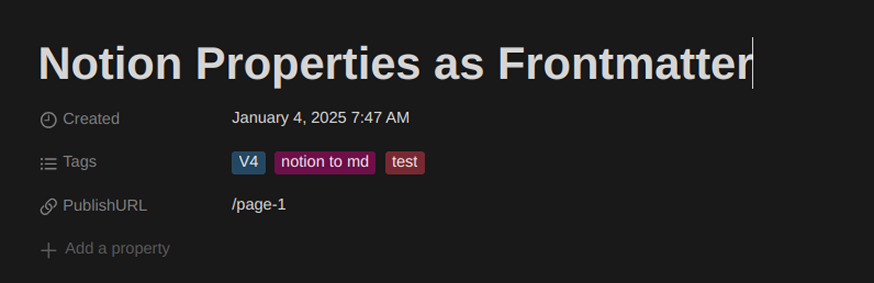 Notion Properties as Frontmatter
Created January 4, 2025 7:47 AM
Tags V4 notion to md test
PublishURL /page-1
Add a property